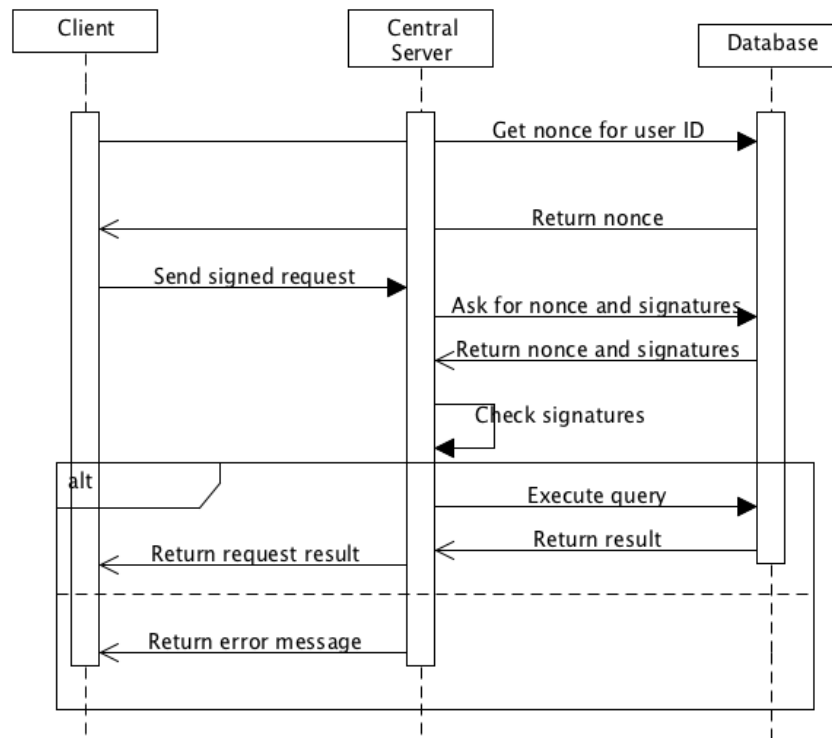 Client
Central
Server
Database
Get nonce for user ID
Return nonce
Send signed request
Ask for nonce and signatures
Return nonce and signatures
Check signatures
alt
Execute query
Return result
Return request result
Return error message